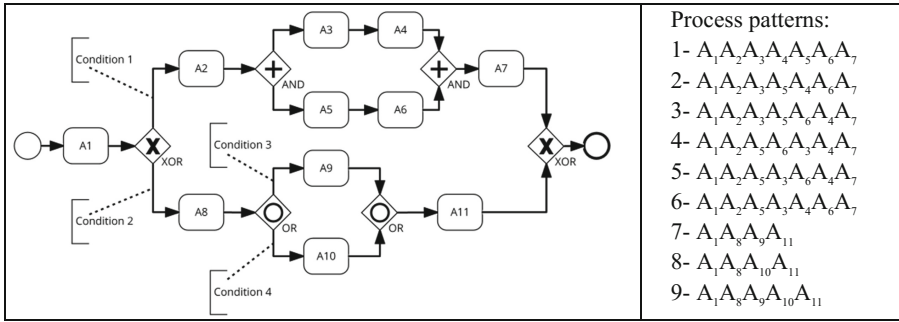 Condition 1
A3
A4
A2
AND
AND
A7
A5
A6
A1
XOR
Condition 3
XOR
A9
Condition 2
A8
OR
OR
A11
A10
Condition 4
Process patterns:
1- A₁A₂A₃A₄A₅A₆A₇
2- A₁A₂A₃A₅A₄A₆A₇
3- A₁A₂A₃A₅A₆A₄A₇
4- A₁A₂A₅A₆A₃A₄A₇
5- A₁A₂A₅A₃A₆A₄A₇
6- A₁A₂A₅A₃A₄A₆A₇
7- A₁A₈A₉A₁₁
8- A₁A₈A₁₀A₁₁
9- A₁A₈A₉A₁₀A₁₁